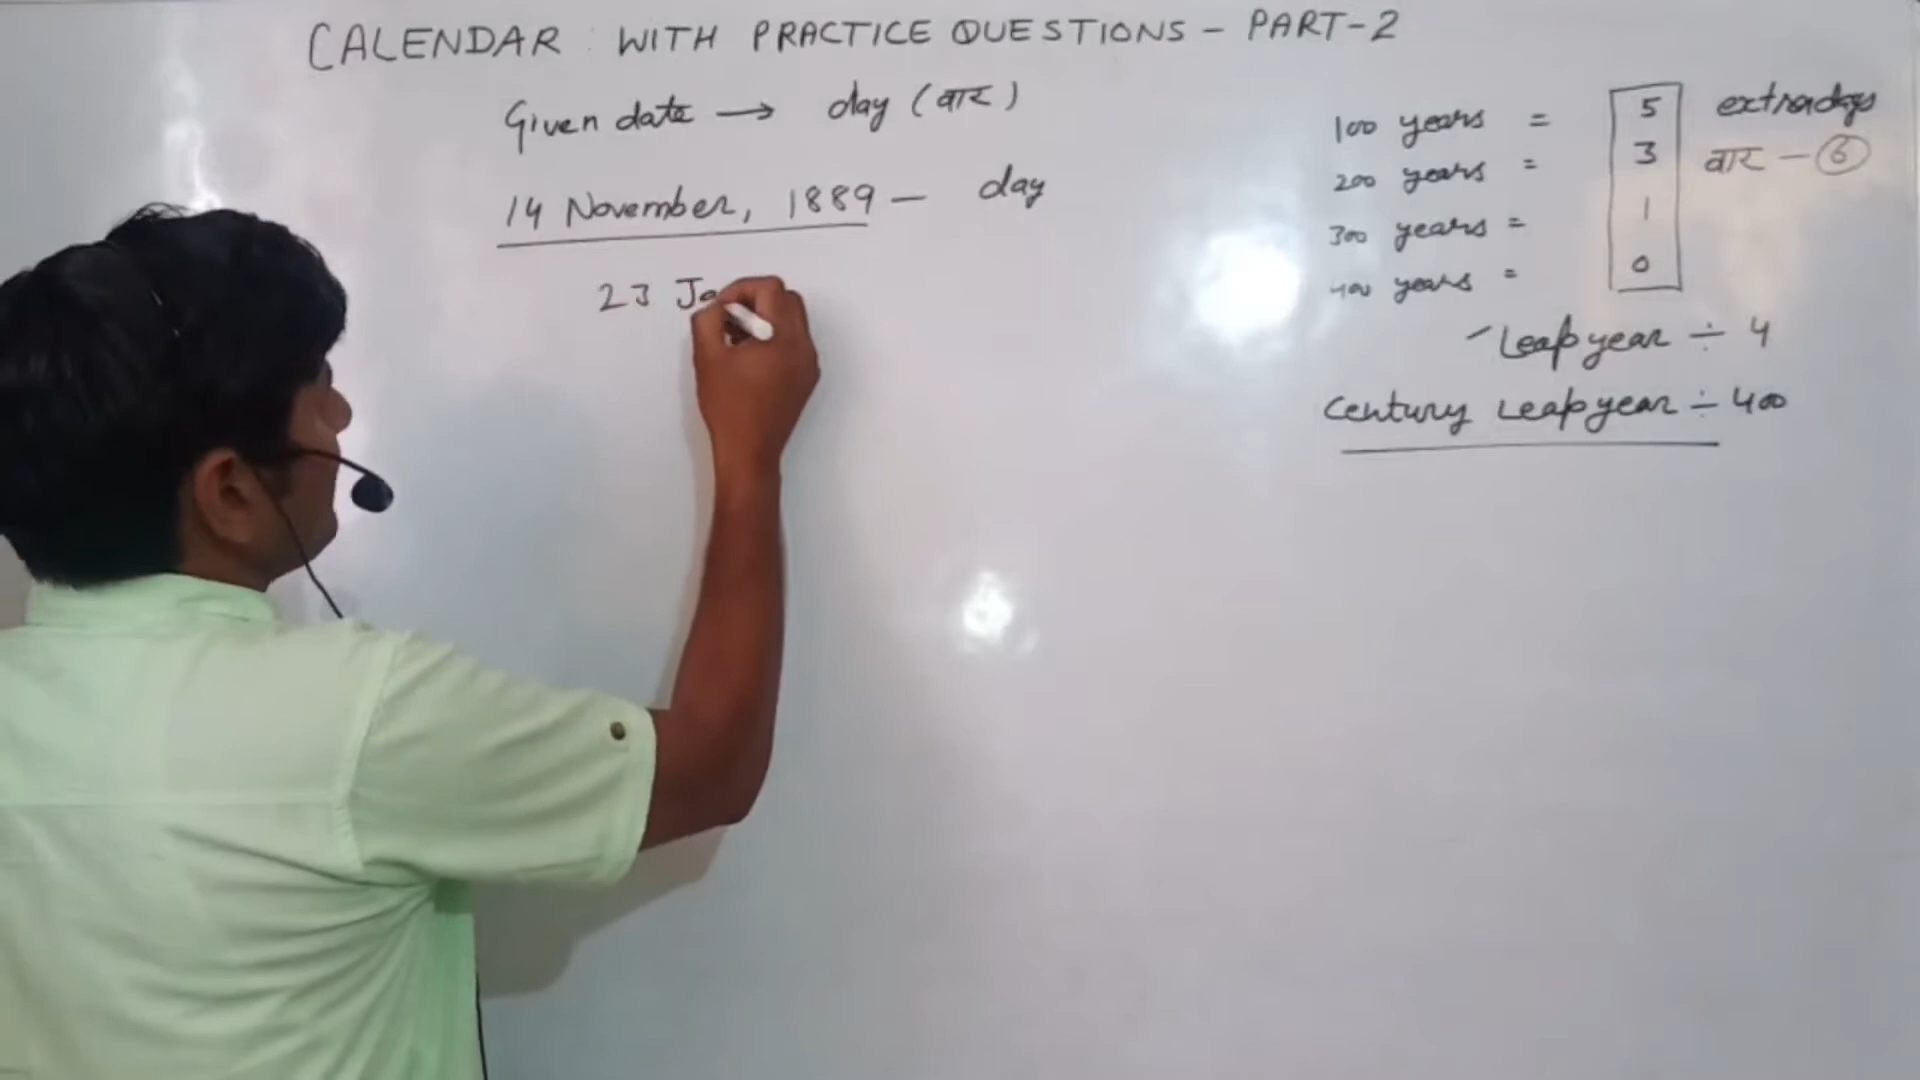 CALENDAR : WITH PRACTICE QUESTIONS - PART-2
Given date → day (वार)
14 November, 1889 - day
23 Ja
100 years = 5 extradays
200 years = 3 वार - 6
300 years = 1
400 years = 0
Leap year ÷ 4
Century Leap year ÷ 400